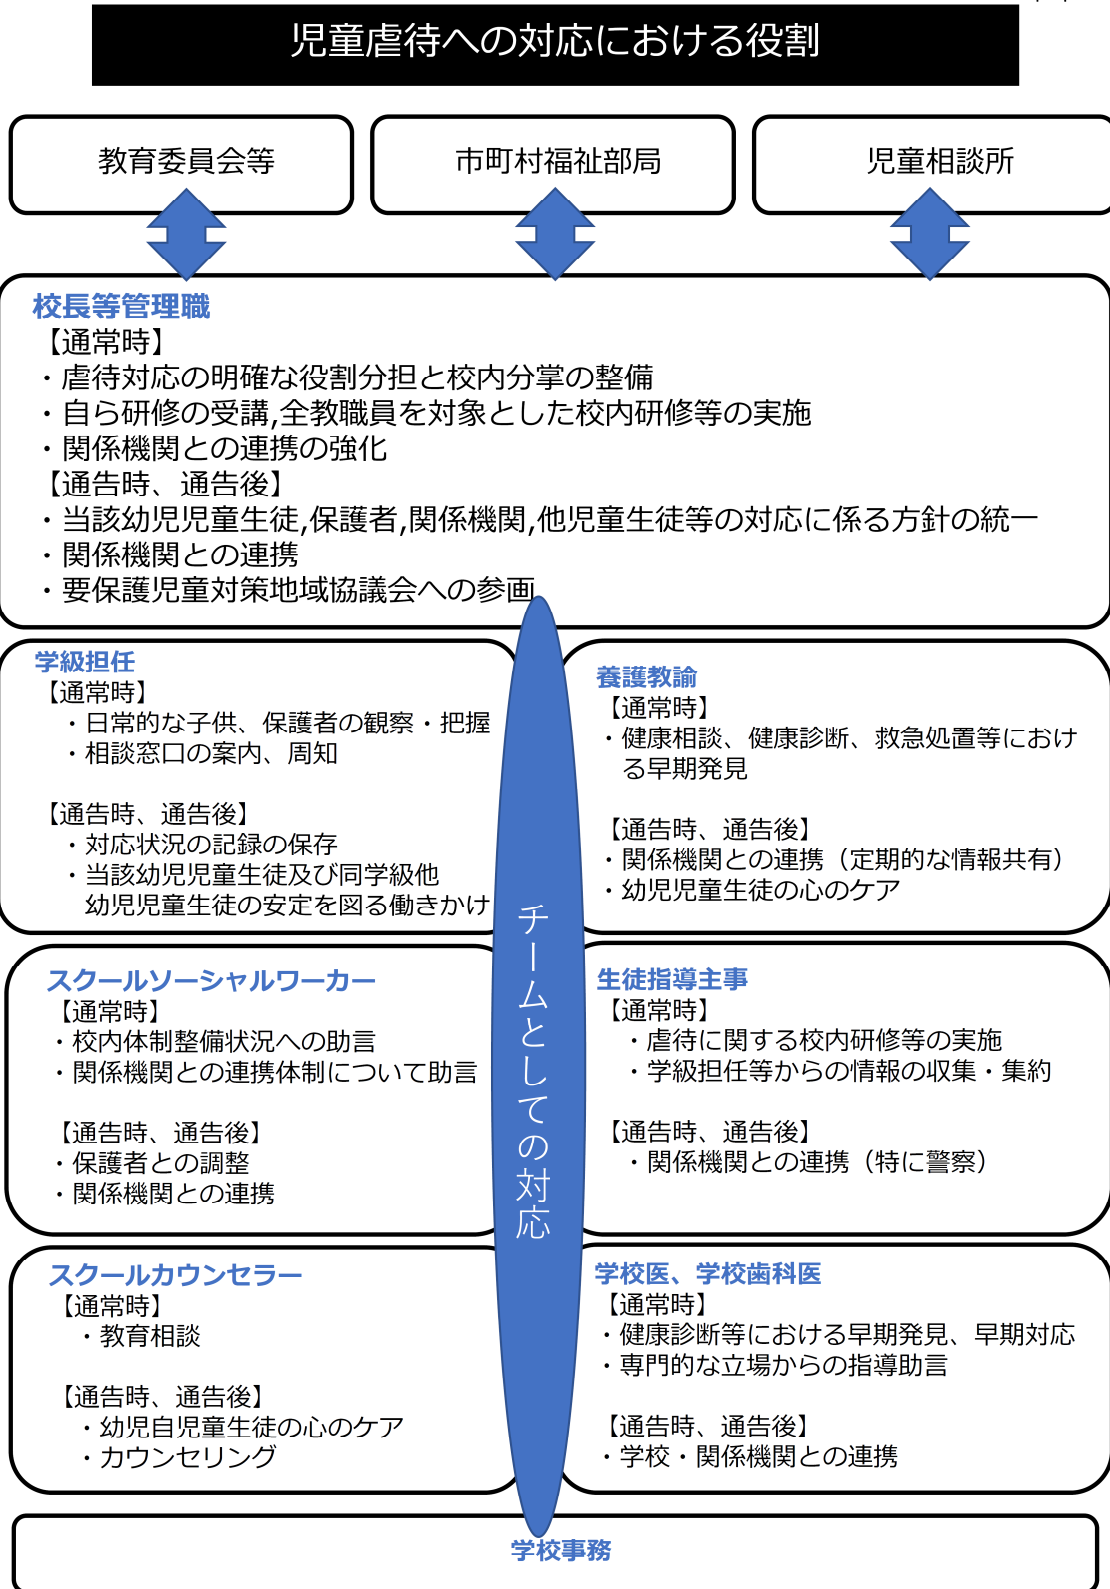 児童虐待への対応における役割
教育委員会等
市町村福祉部局
児童相談所
校長等管理職
【通常時】
・虐待対応の明確な役割分担と校内分掌の整備
・自ら研修の受講,全教職員を対象とした校内研修等の実施
・関係機関との連携の強化
【通告時、通告後】
・当該幼児児童生徒,保護者,関係機関,他児童生徒等の対応に係る方針の統一
・関係機関との連携
・要保護児童対策地域協議会への参画
学級担任
【通常時】
・日常的な子供、保護者の観察・把握
・相談窓口の案内、周知
【通告時、通告後】
・対応状況の記録の保存
・当該幼児児童生徒及び同学級他
幼児児童生徒の安定を図る働きかけ
養護教諭
【通常時】
・健康相談、健康診断、救急処置等におけ
る早期発見
【通告時、通告後】
・関係機関との連携（定期的な情報共有）
・幼児児童生徒の心のケア
チームとしての対応
スクールソーシャルワーカー
【通常時】
・校内体制整備状況への助言
・関係機関との連携体制について助言
【通告時、通告後】
・保護者との調整
・関係機関との連携
生徒指導主事
【通常時】
・虐待に関する校内研修等の実施
・学級担任等からの情報の収集・集約
【通告時、通告後】
・関係機関との連携（特に警察）
スクールカウンセラー
【通常時】
・教育相談
【通告時、通告後】
・幼児自児童生徒の心のケア
・カウンセリング
学校医、学校歯科医
【通常時】
・健康診断等における早期発見、早期対応
・専門的な立場からの指導助言
【通告時、通告後】
・学校・関係機関との連携
学校事務